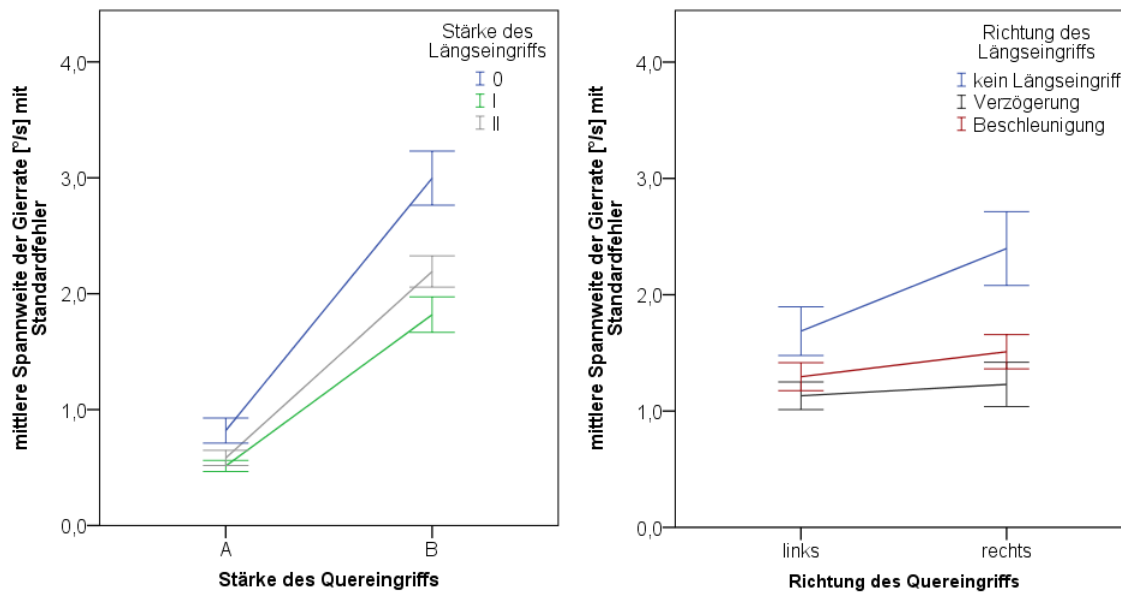 mittlere Spannweite der Gierrate [°/s] mit
Standardfehler
4,0
3,0
2,0
1,0
0,0
Stärke des
Längseingriffs
0
I
II
A
B
Stärke des Quereingriffs
mittlere Spannweite der Gierrate [°/s] mit
Standardfehler
4,0
3,0
2,0
1,0
0,0
Richtung des
Längseingriffs
kein Längseingriff
Verzögerung
Beschleunigung
links
rechts
Richtung des Quereingriffs